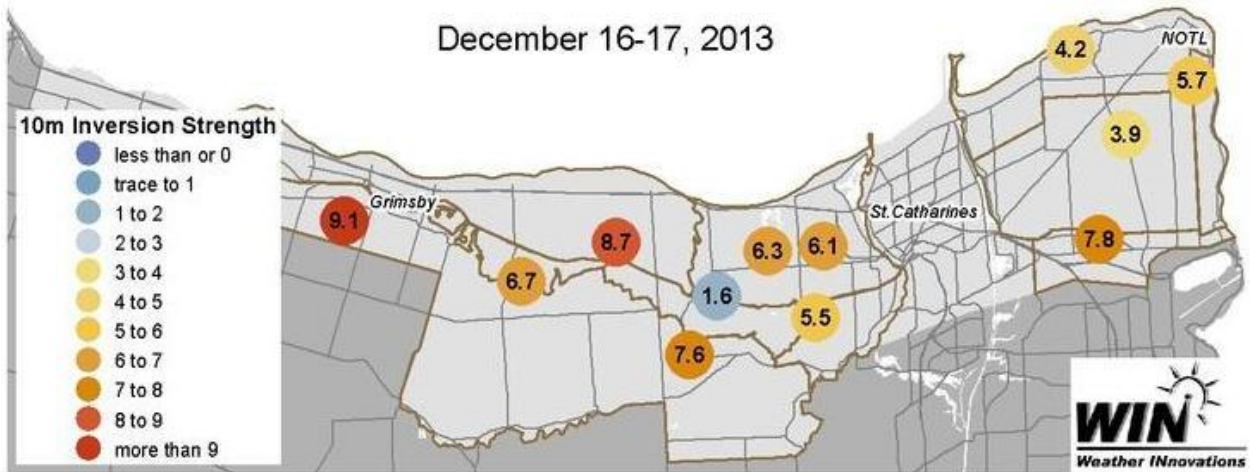 December 16-17, 2013
4.2
NOTL
5.7
3.9
10m Inversion Strength
less than or 0
trace to 1
1 to 2
2 to 3
3 to 4
4 to 5
5 to 6
6 to 7
7 to 8
8 to 9
more than 9
Grimsby
9.1
8.7
6.7
St.Catharines
6.3
6.1
7.8
1.6
5.5
7.6
WIN
Weather INnovations